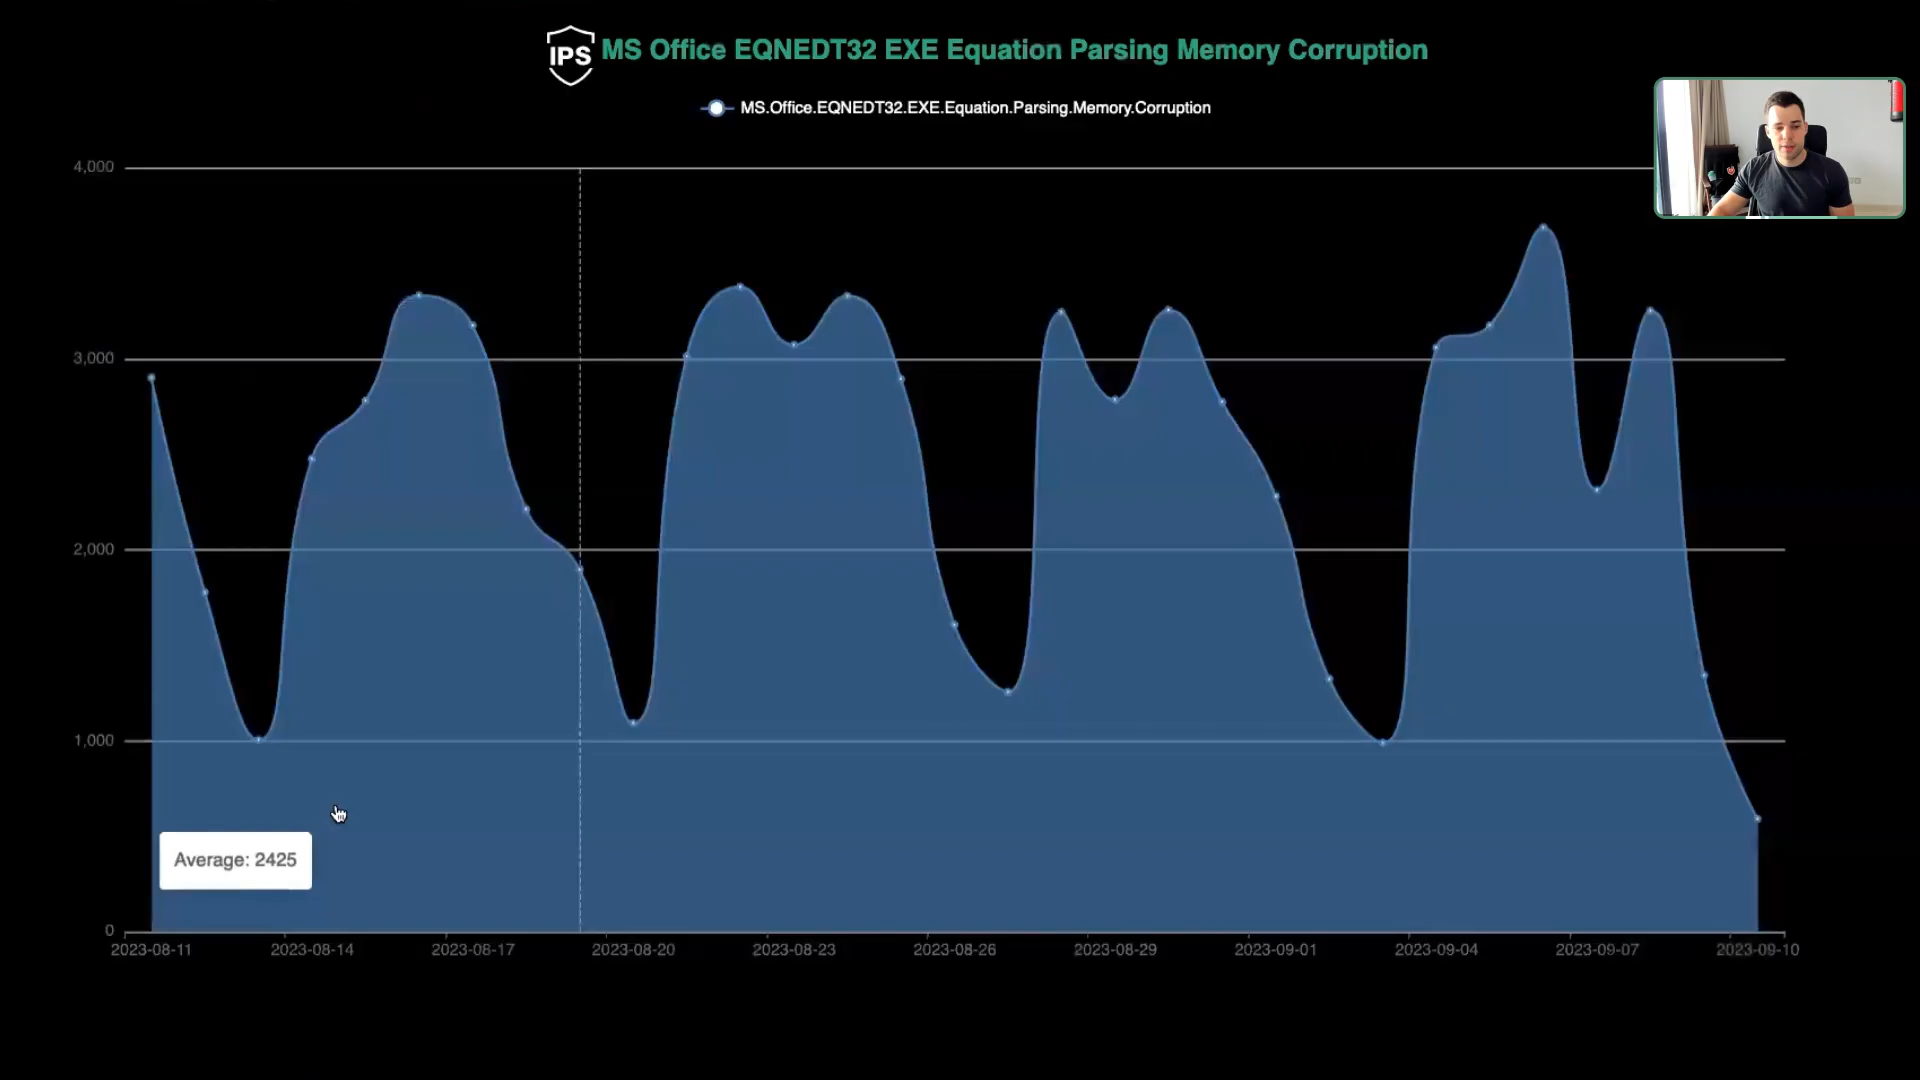 IPS MS Office EQNEDT32 EXE Equation Parsing Memory Corruption
MS.Office.EQNEDT32.EXE.Equation.Parsing.Memory.Corruption
4,000
3,000
2,000
1,000
Average: 2425
0
2023-08-11 2023-08-14 2023-08-17 2023-08-20 2023-08-23 2023-08-26 2023-08-29 2023-09-01 2023-09-04 2023-09-07 2023-09-10